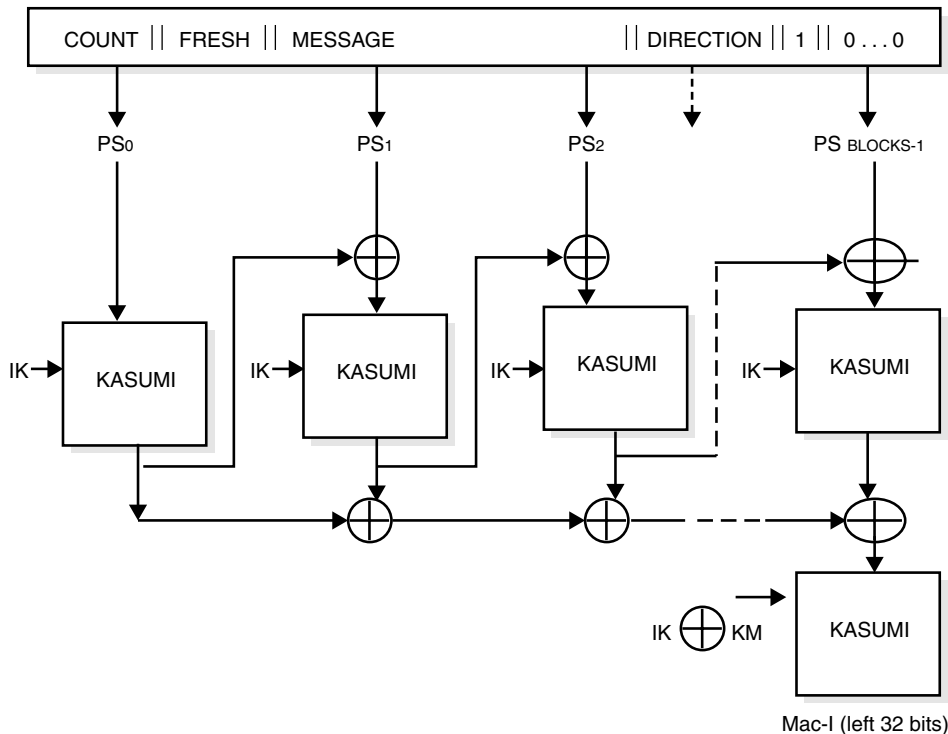 COUNT || FRESH || MESSAGE || DIRECTION || 1 || 0 . . . 0
PS0 PS1 PS2 PS BLOCKS-1
IK KASUMI IK KASUMI IK KASUMI IK KASUMI
IK KM KASUMI
Mac-I (left 32 bits)